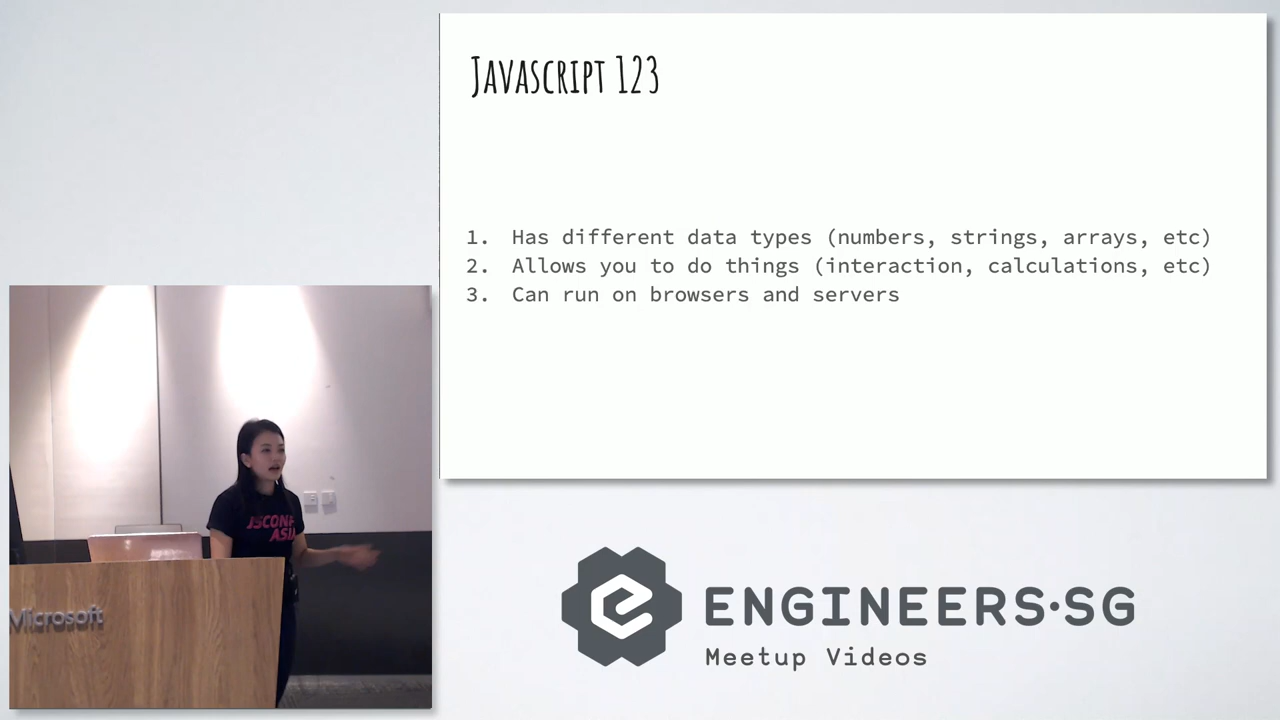 JAVASCRIPT 123
1. Has different data types (numbers, strings, arrays, etc)
2. Allows you to do things (interaction, calculations, etc)
3. Can run on browsers and servers
JSCONF
ASIA
Microsoft
ENGINEERS·SG
Meetup Videos